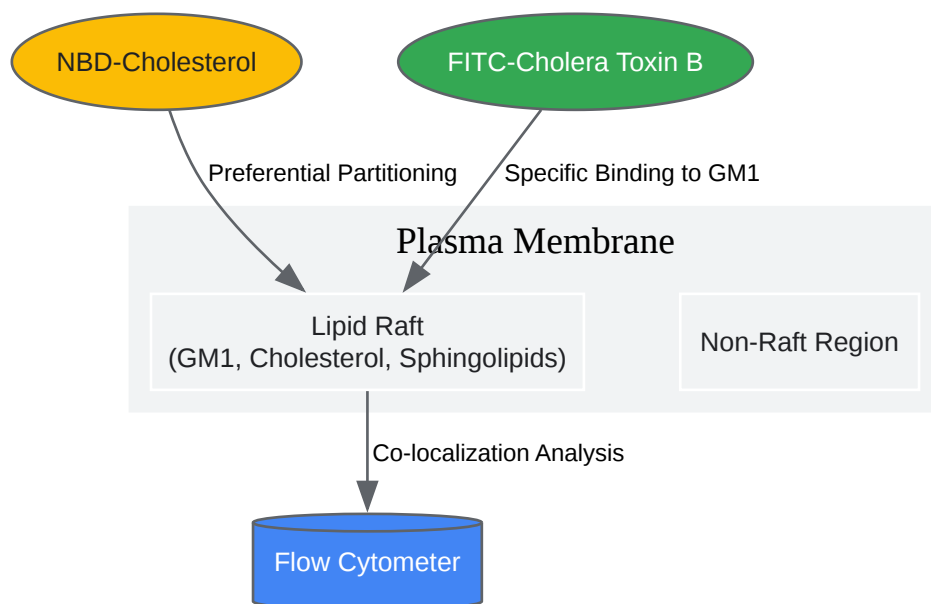 NBD-Cholesterol
FITC-Cholera Toxin B
Preferential Partitioning
Specific Binding to GM1
Plasma Membrane
Lipid Raft
(GM1, Cholesterol, Sphingolipids)
Non-Raft Region
Co-localization Analysis
Flow Cytometer